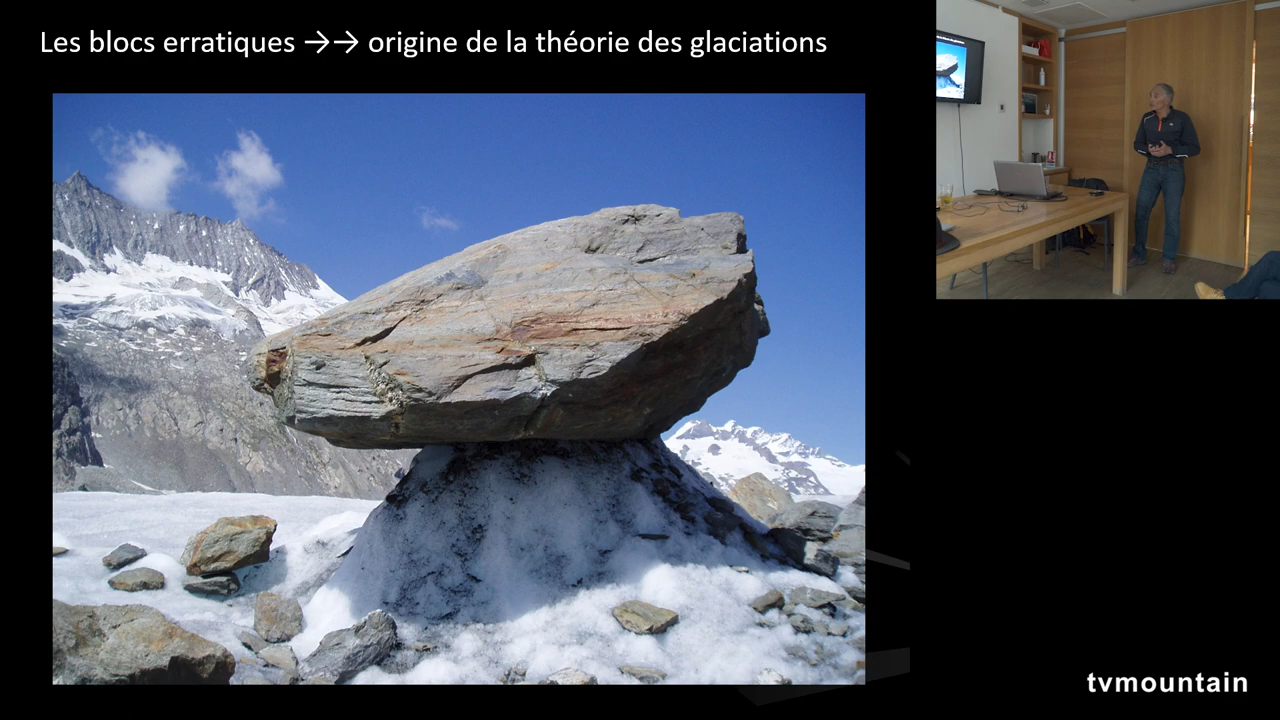 Les blocs erratiques →→ origine de la théorie des glaciations
tvmountain